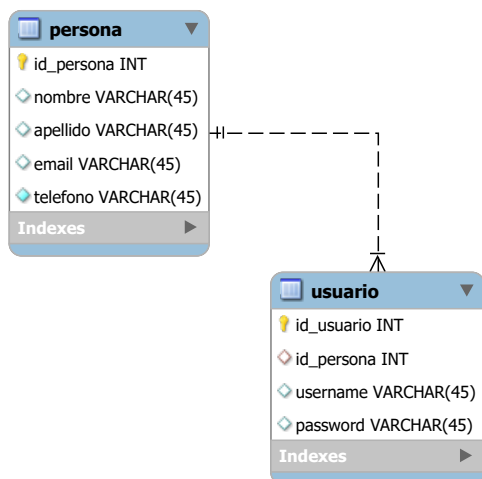 persona
id_persona INT
nombre VARCHAR(45)
apellido VARCHAR(45)
email VARCHAR(45)
telefono VARCHAR(45)
Indexes
usuario
id_usuario INT
id_persona INT
username VARCHAR(45)
password VARCHAR(45)
Indexes